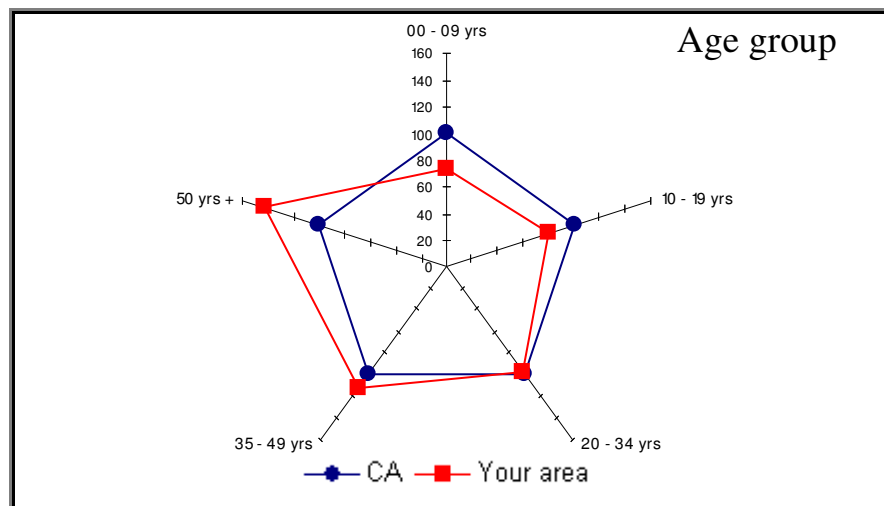 00 - 09 yrs
Age group
160
140
120
100
80
60
40
20
0
50 yrs +
10 - 19 yrs
35 - 49 yrs
20 - 34 yrs
CA
Your area